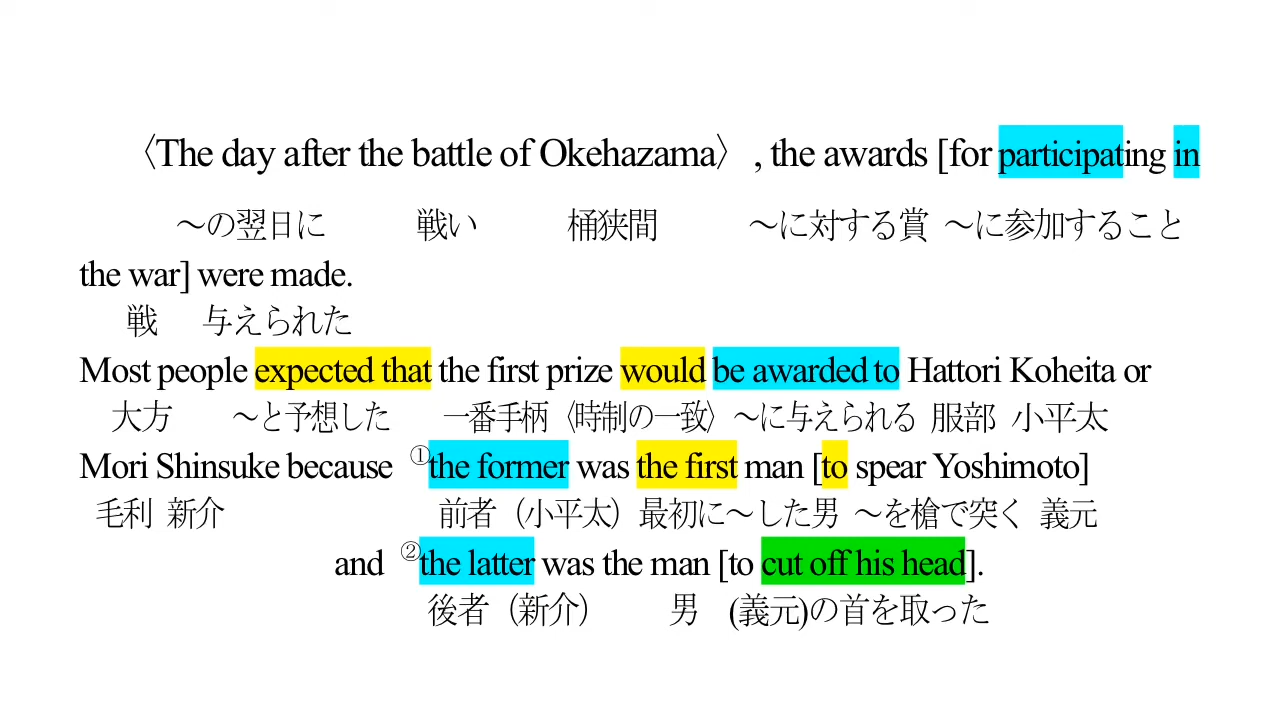 〈The day after the battle of Okehazama〉, the awards [for participating in
～の翌日に 戦い 桶狭間 ～に対する賞 ～に参加すること
the war] were made.
戦 与えられた
Most people expected that the first prize would be awarded to Hattori Koheita or
大方 ～と予想した 一番手柄〈時制の一致〉～に与えられる 服部 小平太
Mori Shinsuke because ①the former was the first man [to spear Yoshimoto]
毛利 新介 前者（小平太）最初に～した男 ～を槍で突く 義元
and ②the latter was the man [to cut off his head].
後者（新介） 男 (義元)の首を取った